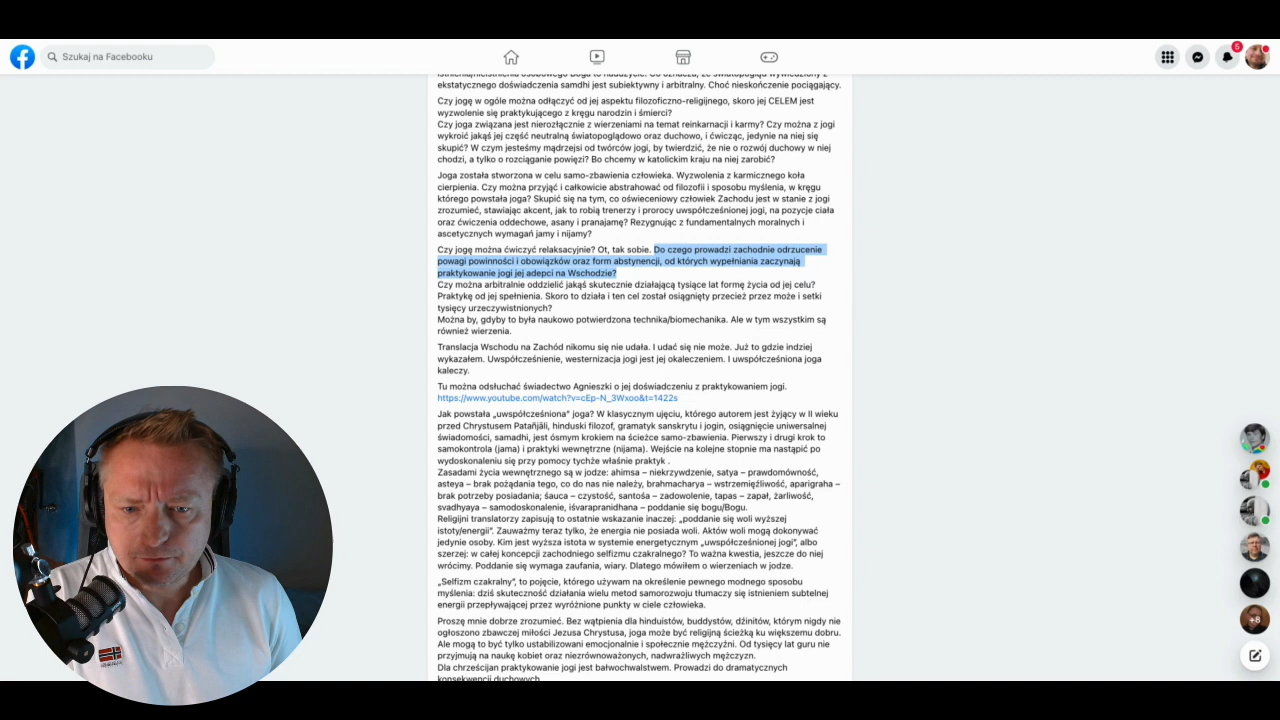 Szukaj na Facebooku
5
ekstatycznego doświadczenia samdhi jest subiektywny i arbitralny. Choć nieskończenie pociągający.
Czy jogę w ogóle można odłączyć od jej aspektu filozoficzno-religijnego, skoro jej CELEM jest
wyzwolenie się praktykującego z kręgu narodzin i śmierci?
Czy joga związana jest nierozłącznie z wierzeniami na temat reinkarnacji i karmy? Czy można z jogi
wykroić jakąś jej część neutralną światopoglądowo oraz duchowo, i ćwicząc, jedynie na niej się
skupić? W czym jesteśmy mądrzejsi od twórców jogi, by twierdzić, że nie o rozwój duchowy w niej
chodzi, a tylko o rozciąganie powięzi? Bo chcemy w katolickim kraju na niej zarobić?
Joga została stworzona w celu samo-zbawienia człowieka. Wyzwolenia z karmicznego koła
cierpienia. Czy można przyjąć i całkowicie abstrahować od filozofii i sposobu myślenia, w kręgu
którego powstała joga? Skupić się na tym, co oświeceniowy człowiek Zachodu jest w stanie z jogi
zrozumieć, stawiając akcent, jak to robią trenerzy i prorocy uwspółcześnionej jogi, na pozycje ciała
oraz ćwiczenia oddechowe, asany i pranajamę? Rezygnując z fundamentalnych moralnych i
ascetycznych wymagań jamy i nijamy?
Czy jogę można ćwiczyć relaksacyjnie? Ot, tak sobie. Do czego prowadzi zachodnie odrzucenie
powagi powinności i obowiązków oraz form abstynencji, od których wypełniania zaczynają
praktykowanie jogi jej adepci na Wschodzie?
Czy można arbitralnie oddzielić jakąś skutecznie działającą tysiące lat formę życia od jej celu?
Praktykę od jej spełnienia. Skoro to działa i ten cel został osiągnięty przecież przez może i setki
tysięcy urzeczywistnionych?
Można by, gdyby to była naukowo potwierdzona technika/biomechanika. Ale w tym wszystkim są
również wierzenia.
Translacja Wschodu na Zachód nikomu się nie udała. I udać się nie może. Już to gdzie indziej
wykazałem. Uwspółcześnienie, westernizacja jogi jest jej okaleczeniem. I uwspółcześniona joga
kaleczy.
Tu można odsłuchać świadectwo Agnieszki o jej doświadczeniu z praktykowaniem jogi.
https://www.youtube.com/watch?v=cEp-N_3Wxoo&t=1422s
Jak powstała „uwspółcześniona” joga? W klasycznym ujęciu, którego autorem jest żyjący w II wieku
przed Chrystusem Patañjāli, hinduski filozof, gramatyk sanskrytu i jogin, osiągnięcie uniwersalnej
świadomości, samadhi, jest ósmym krokiem na ścieżce samo-zbawienia. Pierwszy i drugi krok to
samokontrola (jama) i praktyki wewnętrzne (nijama). Wejście na kolejne stopnie ma nastąpić po
wydoskonaleniu się przy pomocy tychże właśnie praktyk .
Zasadami życia wewnętrznego są w jodze: ahimsa – niekrzywdzenie, satya – prawdomówność,
asteya – brak pożądania tego, co do nas nie należy, brahmacharya – wstrzemięźliwość, aparigraha –
brak potrzeby posiadania; śauca – czystość, santośa – zadowolenie, tapas – zapał, żarliwość,
svadhyaya – samodoskonalenie, iśvarapranidhana – poddanie się bogu/Bogu.
Religijni translatorzy zapisują to ostatnie wskazanie inaczej: „poddanie się woli wyższej
istoty/energii”. Zauważmy teraz tylko, że energia nie posiada woli. Aktów woli mogą dokonywać
jedynie osoby. Kim jest wyższa istota w systemie energetycznym „uwspółcześnionej jogi”, albo
szerzej: w całej koncepcji zachodniego selfizmu czakralnego? To ważna kwestia, jeszcze do niej
wrócimy. Poddanie się wymaga zaufania, wiary. Dlatego mówiłem o wierzeniach w jodze.
„Selfizm czakralny”, to pojęcie, którego używam na określenie pewnego modnego sposobu
myślenia: dziś skuteczność działania wielu metod samorozwoju tłumaczy się istnieniem subtelnej
energii przepływającej przez wyróżnione punkty w ciele człowieka.
Proszę mnie dobrze zrozumieć. Bez wątpienia dla hinduistów, buddystów, dżinitów, którym nigdy nie
ogłoszono zbawczej miłości Jezusa Chrystusa, joga może być religijną ścieżką ku większemu dobru.
Ale mogą to być tylko ustabilizowani emocjonalnie i społecznie mężczyźni. Od tysięcy lat guru nie
przyjmują na naukę kobiet oraz niezrównoważonych, nadwrażliwych mężczyzn.
Dla chrześcijan praktykowanie jogi jest bałwochwalstwem. Prowadzi do dramatycznych
konsekwencji duchowych.
+8